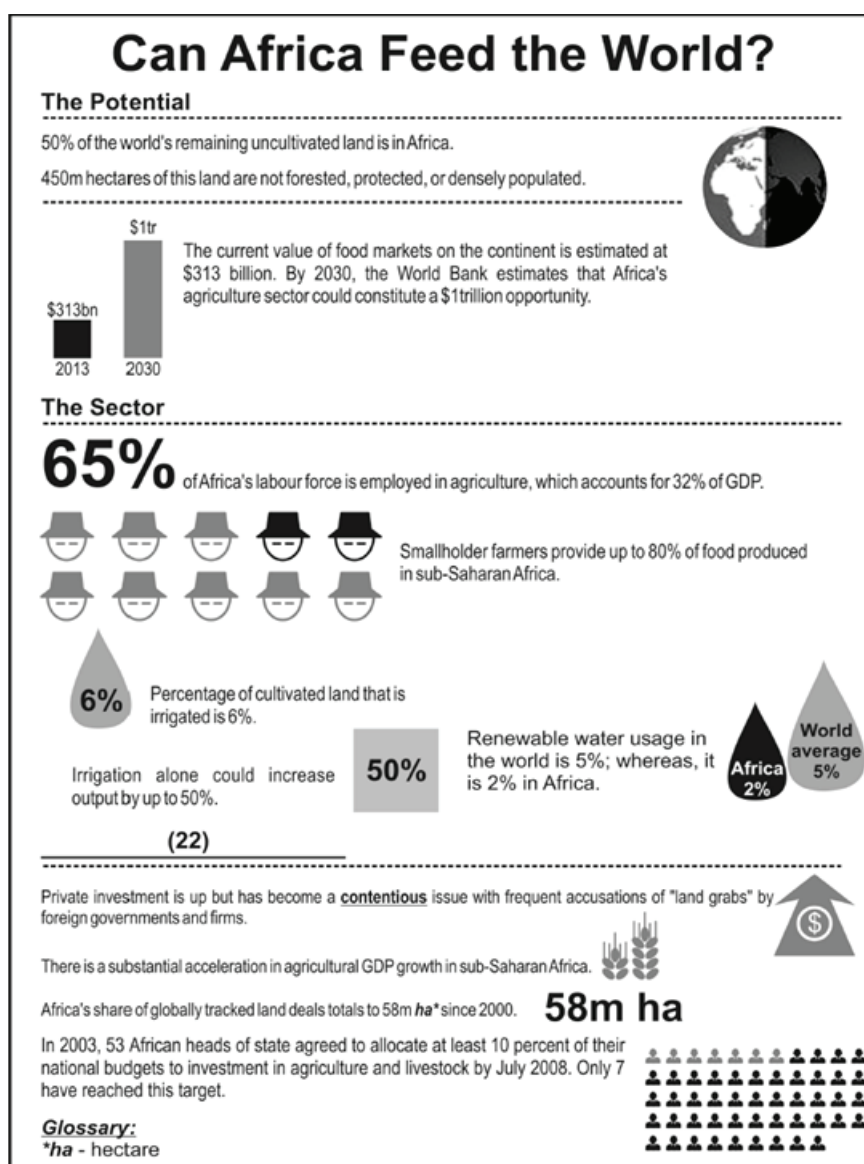 Can Africa Feed the World?
The Potential
50% of the world's remaining uncultivated land is in Africa.
450m hectares of this land are not forested, protected, or densely populated.
$1tr
$313bn
2013
2030
The current value of food markets on the continent is estimated at
$313 billion. By 2030, the World Bank estimates that Africa's
agriculture sector could constitute a $1trillion opportunity.
The Sector
65% of Africa's labour force is employed in agriculture, which accounts for 32% of GDP.
Smallholder farmers provide up to 80% of food produced
in sub-Saharan Africa.
6%
Percentage of cultivated land that is
irrigated is 6%.
Irrigation alone could increase
output by up to 50%.
50%
Renewable water usage in
the world is 5%; whereas, it
is 2% in Africa.
Africa
2%
World
average
5%
(22)
Private investment is up but has become a contentious issue with frequent accusations of "land grabs" by
foreign governments and firms.
$
There is a substantial acceleration in agricultural GDP growth in sub-Saharan Africa.
Africa's share of globally tracked land deals totals to 58m ha* since 2000.
58m ha
In 2003, 53 African heads of state agreed to allocate at least 10 percent of their
national budgets to investment in agriculture and livestock by July 2008. Only 7
have reached this target.
Glossary:
*ha - hectare